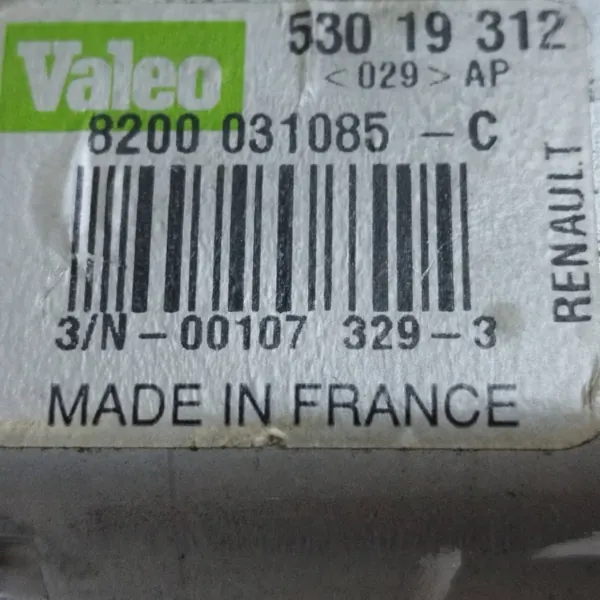 Valeo
530 19 312
<029> AP
8200 031085 - C
3/N - 00107 329 - 3
MADE IN FRANCE
RENAULT